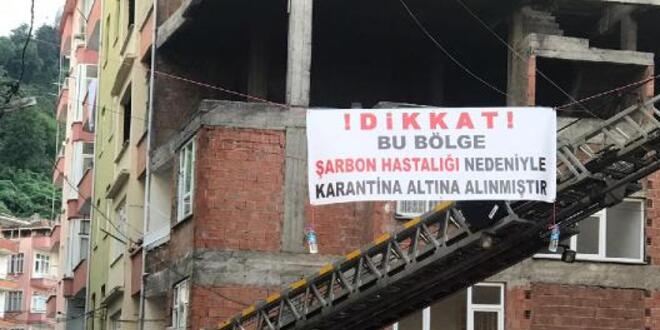 !DİKKAT!
BU BÖLGE
ŞARBON HASTALIĞI NEDENİYLE
KARANTİNA ALTINA ALINMIŞTIR